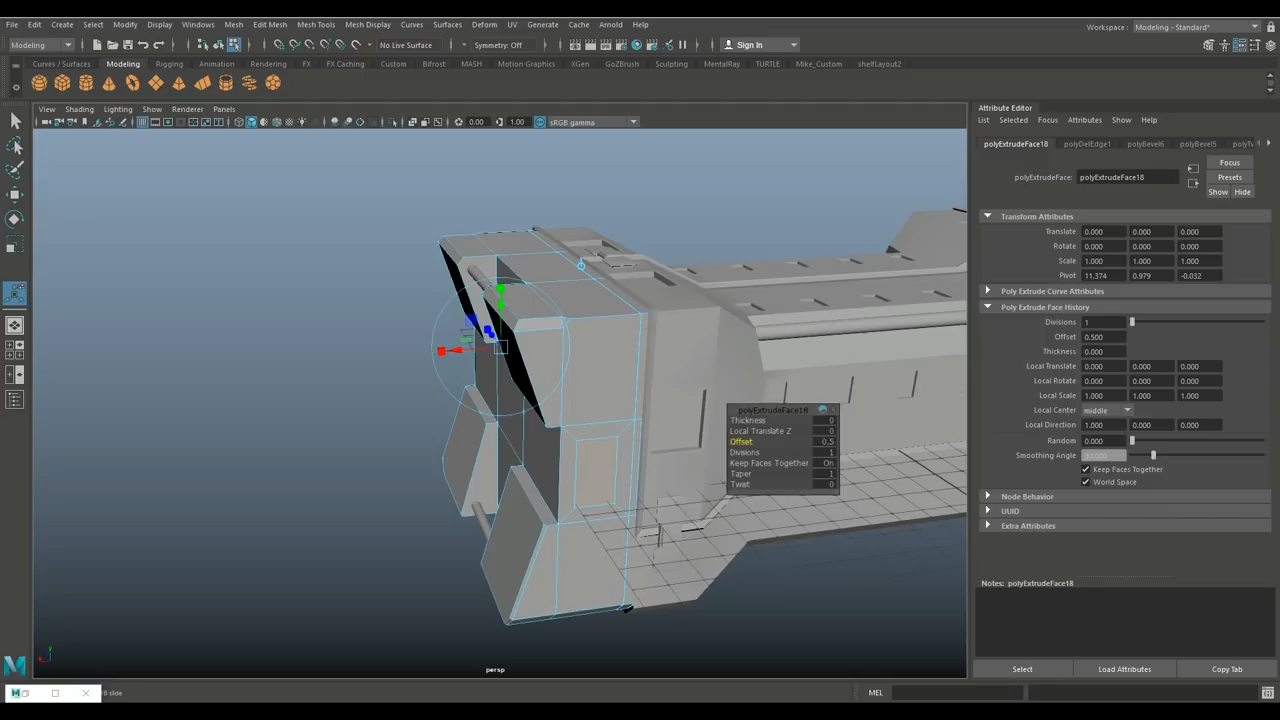 File Edit Create Select Modify Display Windows Mesh Edit Mesh Mesh Tools Mesh Display Curves Surfaces Deform UV Generate Cache Arnold Help
Workspace : Modeling - Standard*
Modeling No Live Surface Symmetry: Off Sign In
Curves / Surfaces Modeling Rigging Animation Rendering FX FX Caching Custom Bifrost MASH Motion Graphics XGen GoZBrush Sculpting MentalRay TURTLE Mike_Custom shelfLayout2
View Shading Lighting Show Renderer Panels
0.00 1.00 sRGB gamma
polyExtrudeFace18
Thickness 0
Local Translate Z 0
Offset 0.5
Divisions 1
Keep Faces Together On
Taper 1
Twist 0
persp
Attribute Editor
List Selected Focus Attributes Show Help
polyExtrudeFace18 polyDelEdge1 polyBevel6 polyBevel5
Focus
polyExtrudeFace: polyExtrudeFace18 Presets
Show Hide
Transform Attributes
Translate 0.000 0.000 0.000
Rotate 0.000 0.000 0.000
Scale 1.000 1.000 1.000
Pivot 11.374 0.979 -0.032
Poly Extrude Curve Attributes
Poly Extrude Face History
Divisions 1
Offset 0.500
Thickness 0.000
Local Translate 0.000 0.000 0.000
Local Rotate 0.000 0.000 0.000
Local Scale 1.000 1.000 1.000
Local Center middle
Local Direction 1.000 0.000 0.000
Random 0.000
Smoothing Angle 30.000
Keep Faces Together
World Space
Node Behavior
UUID
Extra Attributes
Notes: polyExtrudeFace18
Select Load Attributes Copy Tab
slide MEL